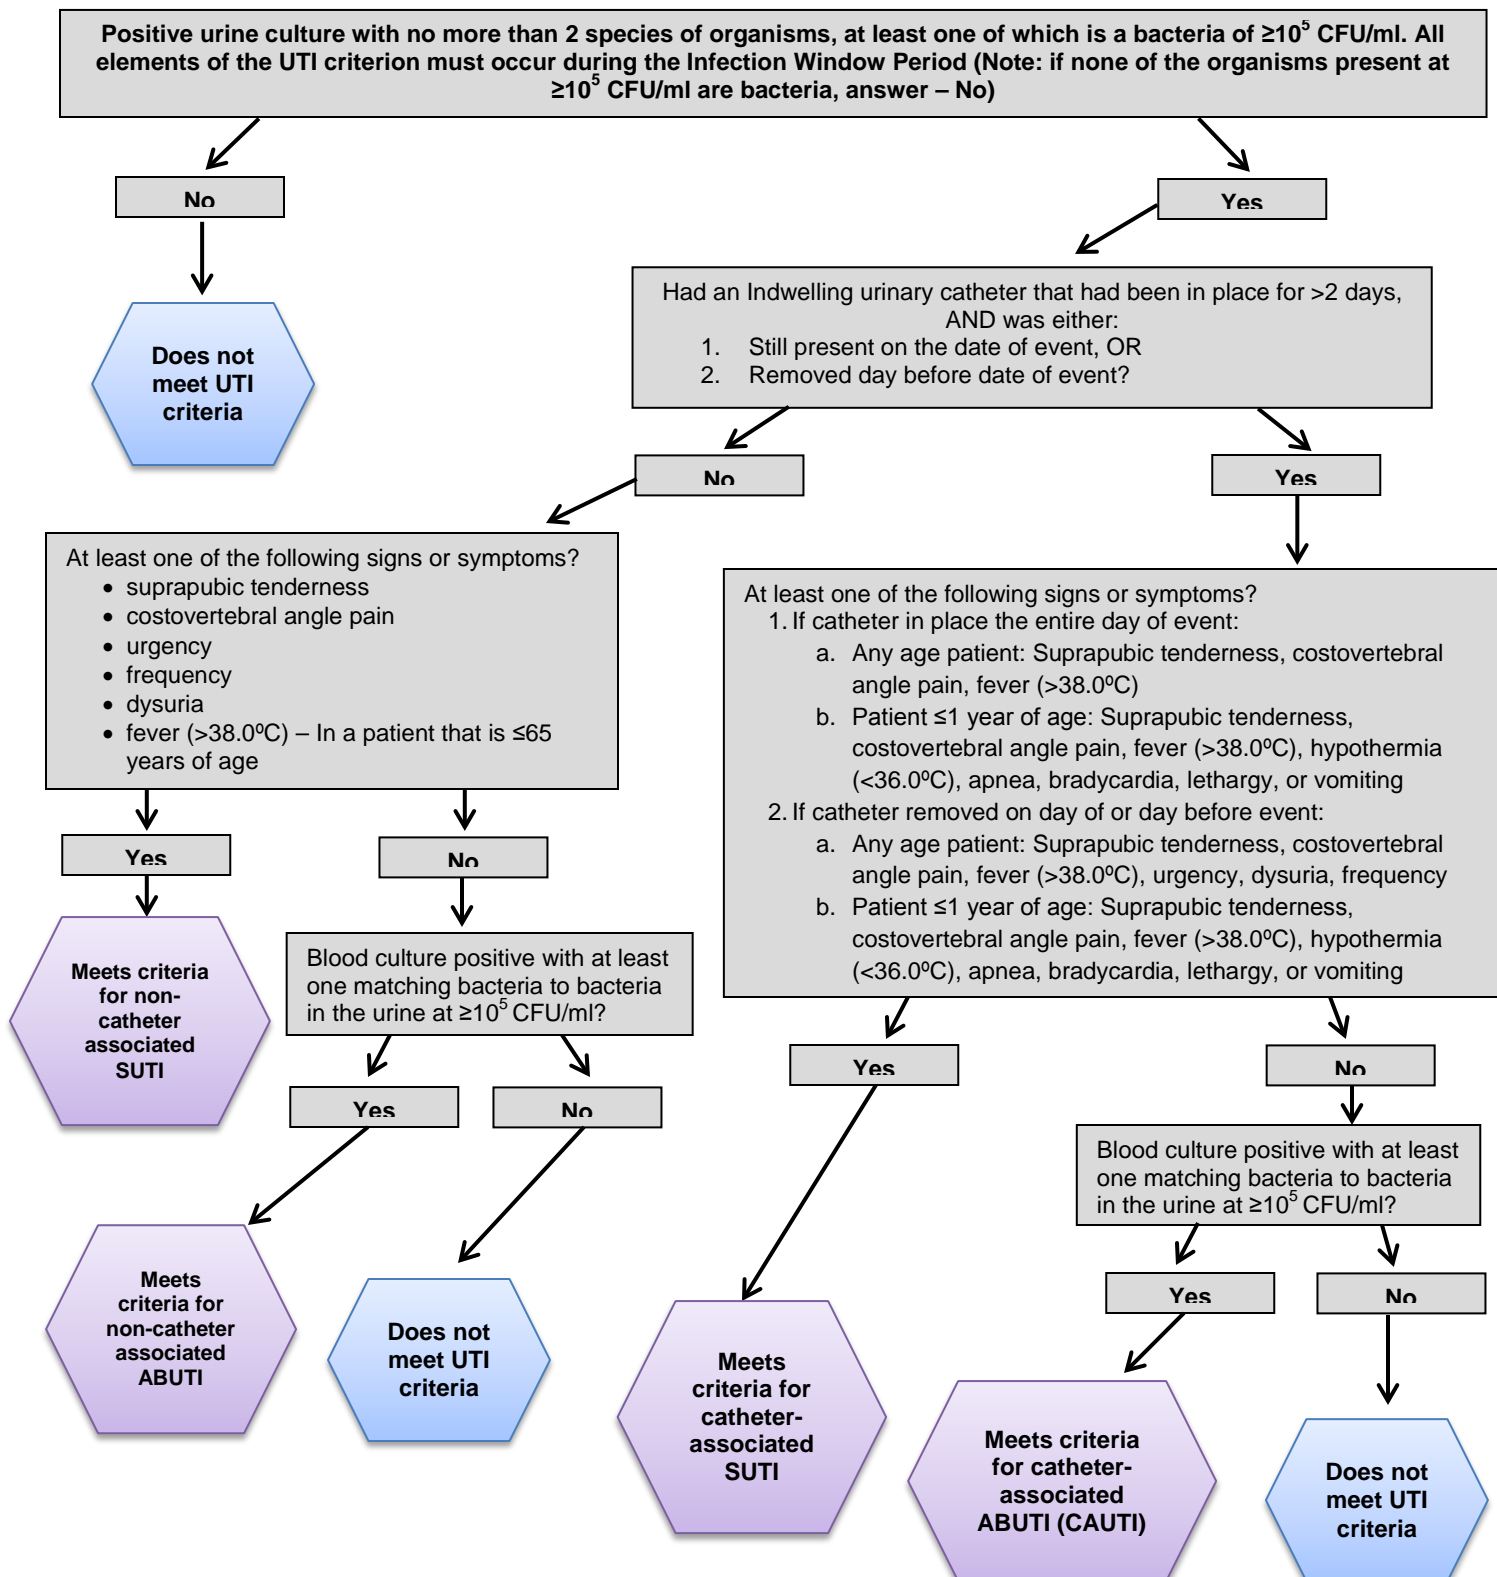 Positive urine culture with no more than 2 species of organisms, at least one of which is a bacteria of ≥10⁵ CFU/ml. All
elements of the UTI criterion must occur during the Infection Window Period (Note: if none of the organisms present at
≥10⁵ CFU/ml are bacteria, answer – No)
No
Yes
Does not
meet UTI
criteria
Had an Indwelling urinary catheter that had been in place for >2 days,
AND was either:
1. Still present on the date of event, OR
2. Removed day before date of event?
No
Yes
At least one of the following signs or symptoms?
• suprapubic tenderness
• costovertebral angle pain
• urgency
• frequency
• dysuria
• fever (>38.0ºC) – In a patient that is ≤65
years of age
At least one of the following signs or symptoms?
1. If catheter in place the entire day of event:
a. Any age patient: Suprapubic tenderness, costovertebral
angle pain, fever (>38.0ºC)
b. Patient ≤1 year of age: Suprapubic tenderness,
costovertebral angle pain, fever (>38.0ºC), hypothermia
(<36.0ºC), apnea, bradycardia, lethargy, or vomiting
2. If catheter removed on day of or day before event:
a. Any age patient: Suprapubic tenderness, costovertebral
angle pain, fever (>38.0ºC), urgency, dysuria, frequency
b. Patient ≤1 year of age: Suprapubic tenderness,
costovertebral angle pain, fever (>38.0ºC), hypothermia
(<36.0ºC), apnea, bradycardia, lethargy, or vomiting
Yes
No
Meets criteria
for non-
catheter
associated
SUTI
Blood culture positive with at least
one matching bacteria to bacteria
in the urine at ≥10⁵ CFU/ml?
Yes
No
Yes
No
Blood culture positive with at least
one matching bacteria to bacteria
in the urine at ≥10⁵ CFU/ml?
Yes
No
Meets
criteria for
non-catheter
associated
ABUTI
Does not
meet UTI
criteria
Meets
criteria for
catheter-
associated
SUTI
Meets criteria
for catheter-
associated
ABUTI (CAUTI)
Does not
meet UTI
criteria